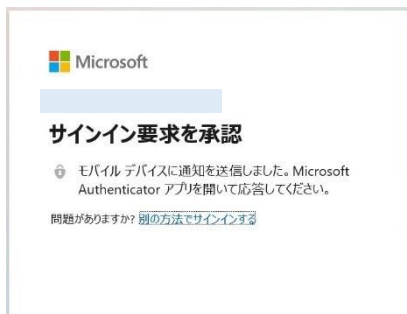 Microsoft
サインイン要求を承認
モバイル デバイスに通知を送信しました。Microsoft
Authenticator アプリを開いて応答してください。
問題がありますか? 別の方法でサインインする